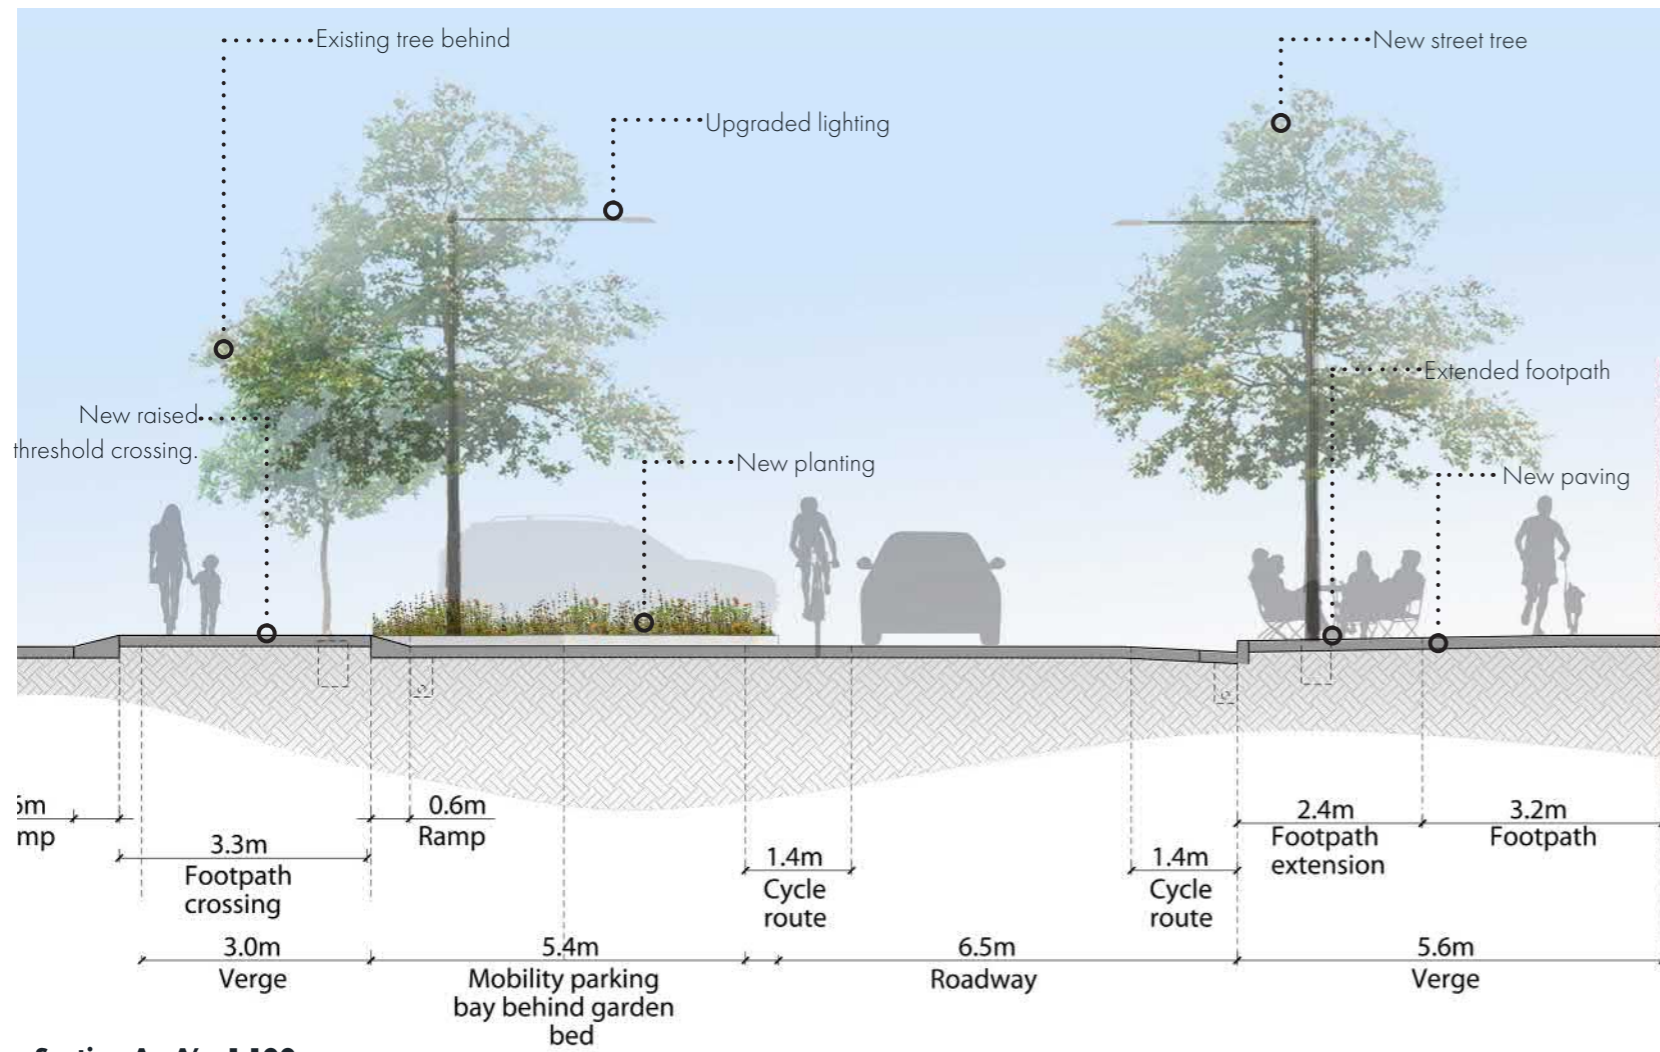 Existing tree behind
New street tree
Upgraded lighting
Extended footpath
New raised
threshold crossing.
New planting
New paving
0.6m
Ramp
2.4m
Footpath
extension
3.2m
Footpath
3.3m
Footpath
crossing
1.4m
Cycle
route
1.4m
Cycle
route
3.0m
Verge
5.4m
Mobility parking
bay behind garden
bed
6.5m
Roadway
5.6m
Verge